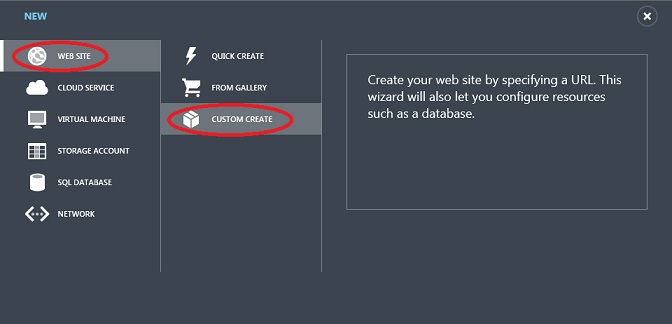 NEW
WEB SITE
CLOUD SERVICE
VIRTUAL MACHINE
STORAGE ACCOUNT
SQL DATABASE
NETWORK
QUICK CREATE
FROM GALLERY
CUSTOM CREATE
Create your web site by specifying a URL. This
wizard will also let you configure resources
such as a database.